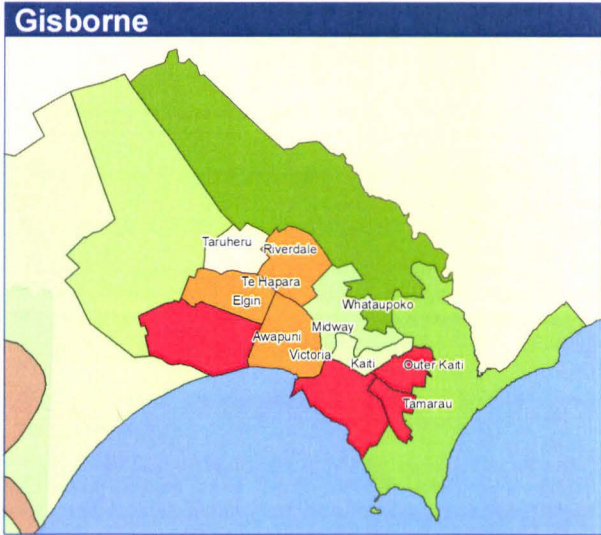 Gisborne
Taruheru
Riverdale
Te Hapara
Elgin
Whataupoko
Midway
Awapuni
Victoria
Kaiti
Outer Kaiti
Tamarau